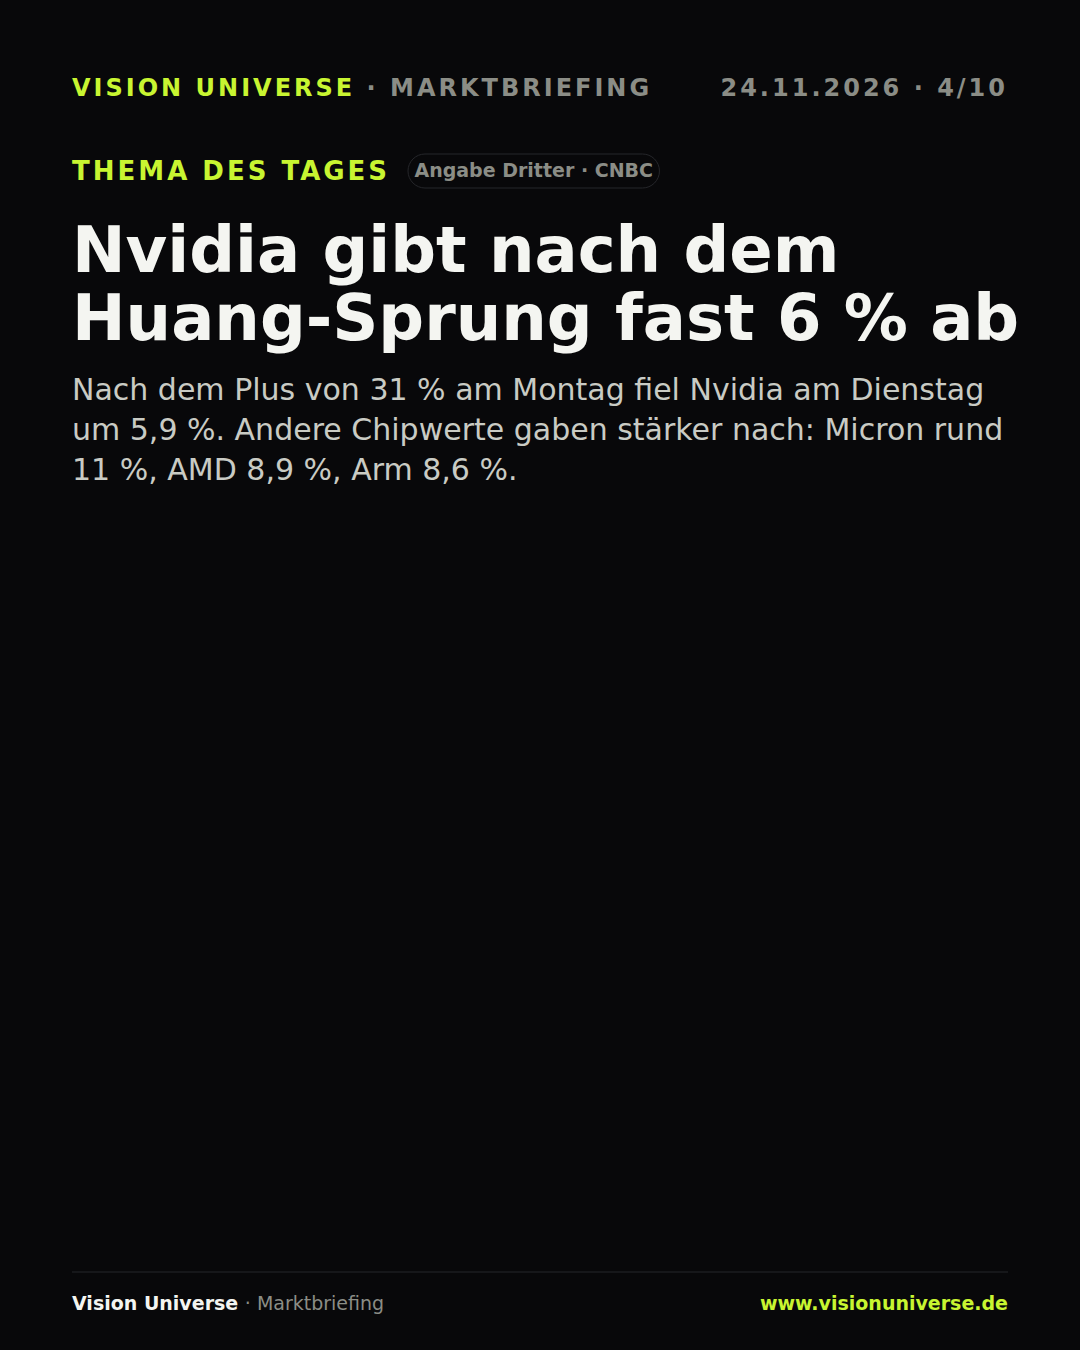 VISION UNIVERSE · MARKTBRIEFING 24.11.2026 · 4/10
THEMA DES TAGES Angabe Dritter · CNBC
Nvidia gibt nach dem
Huang-Sprung fast 6 % ab
Nach dem Plus von 31 % am Montag fiel Nvidia am Dienstag
um 5,9 %. Andere Chipwerte gaben stärker nach: Micron rund
11 %, AMD 8,9 %, Arm 8,6 %.
Vision Universe · Marktbriefing www.visionuniverse.de